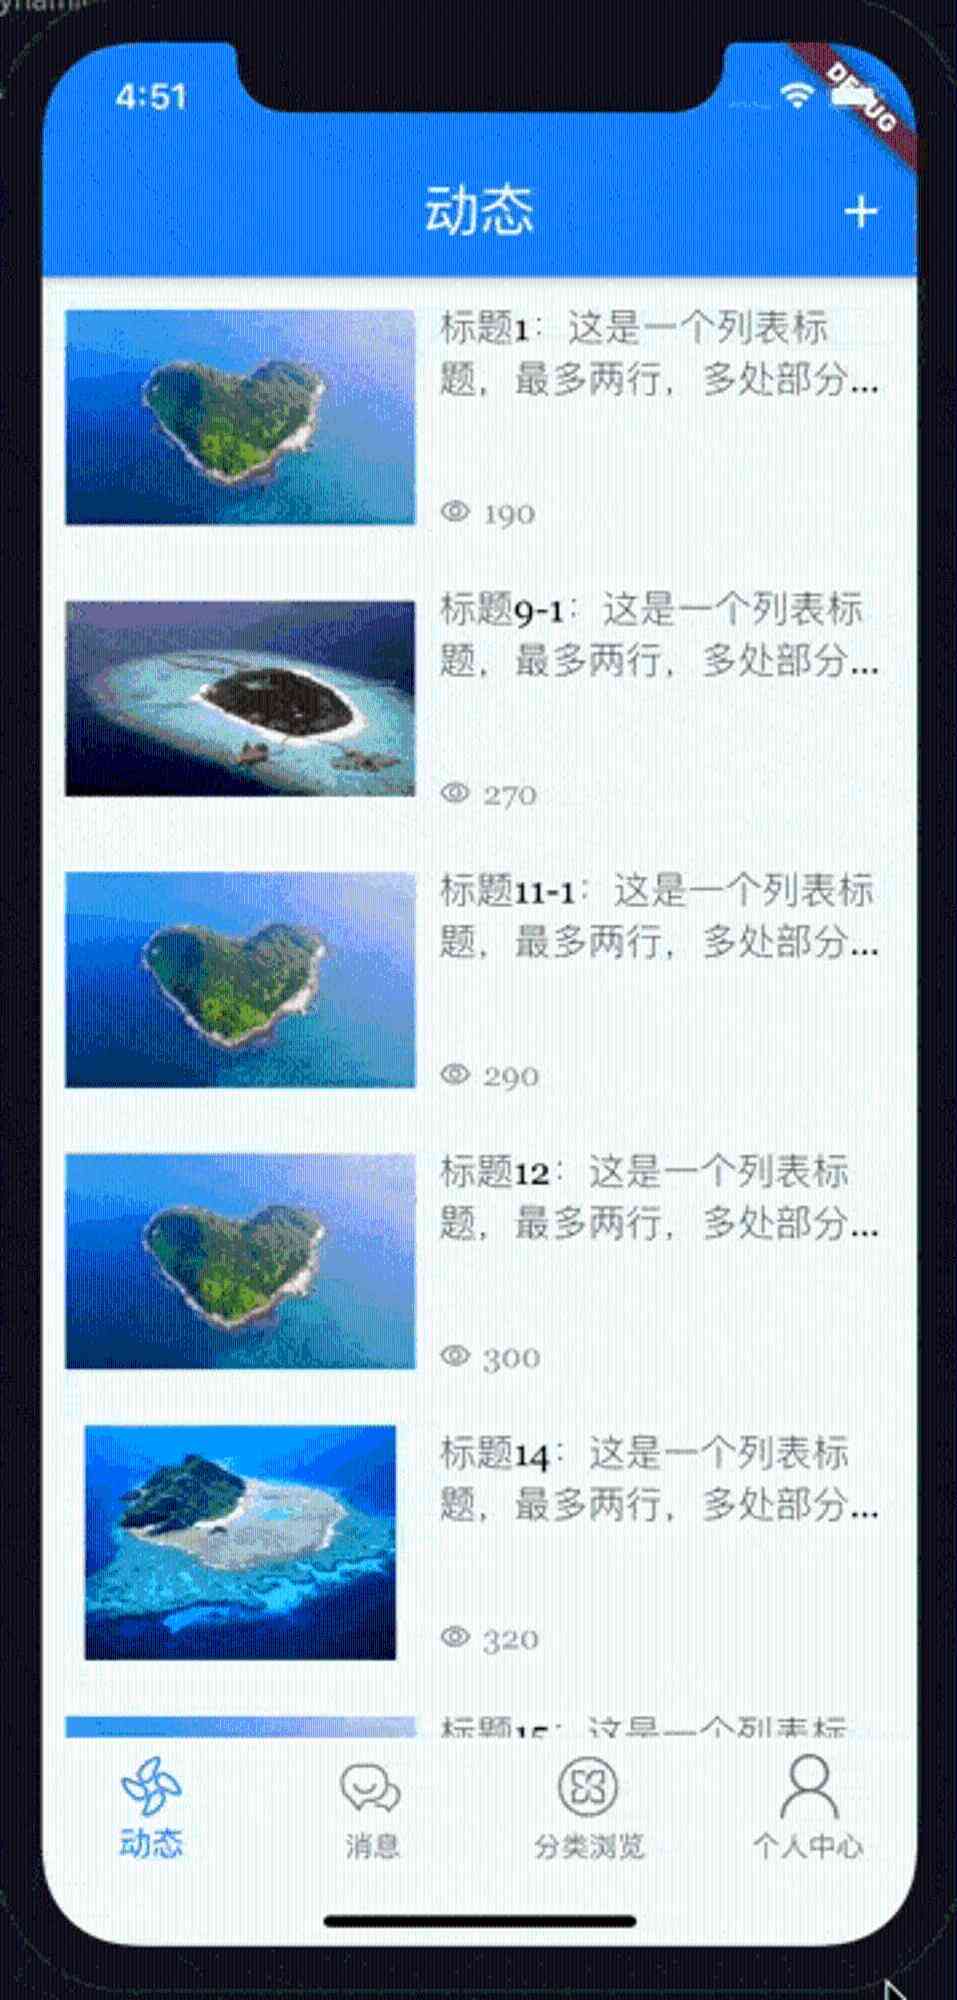 4:51
DEBUG
动态
+
标题1：这是一个列表标
题，最多两行，多处部分...
190
标题9-1：这是一个列表标
题，最多两行，多处部分...
270
标题11-1：这是一个列表标
题，最多两行，多处部分...
290
标题12：这是一个列表标
题，最多两行，多处部分...
300
标题14：这是一个列表标
题，最多两行，多处部分...
320
标题15：这是一个列表标
动态
消息
分类浏览
个人中心